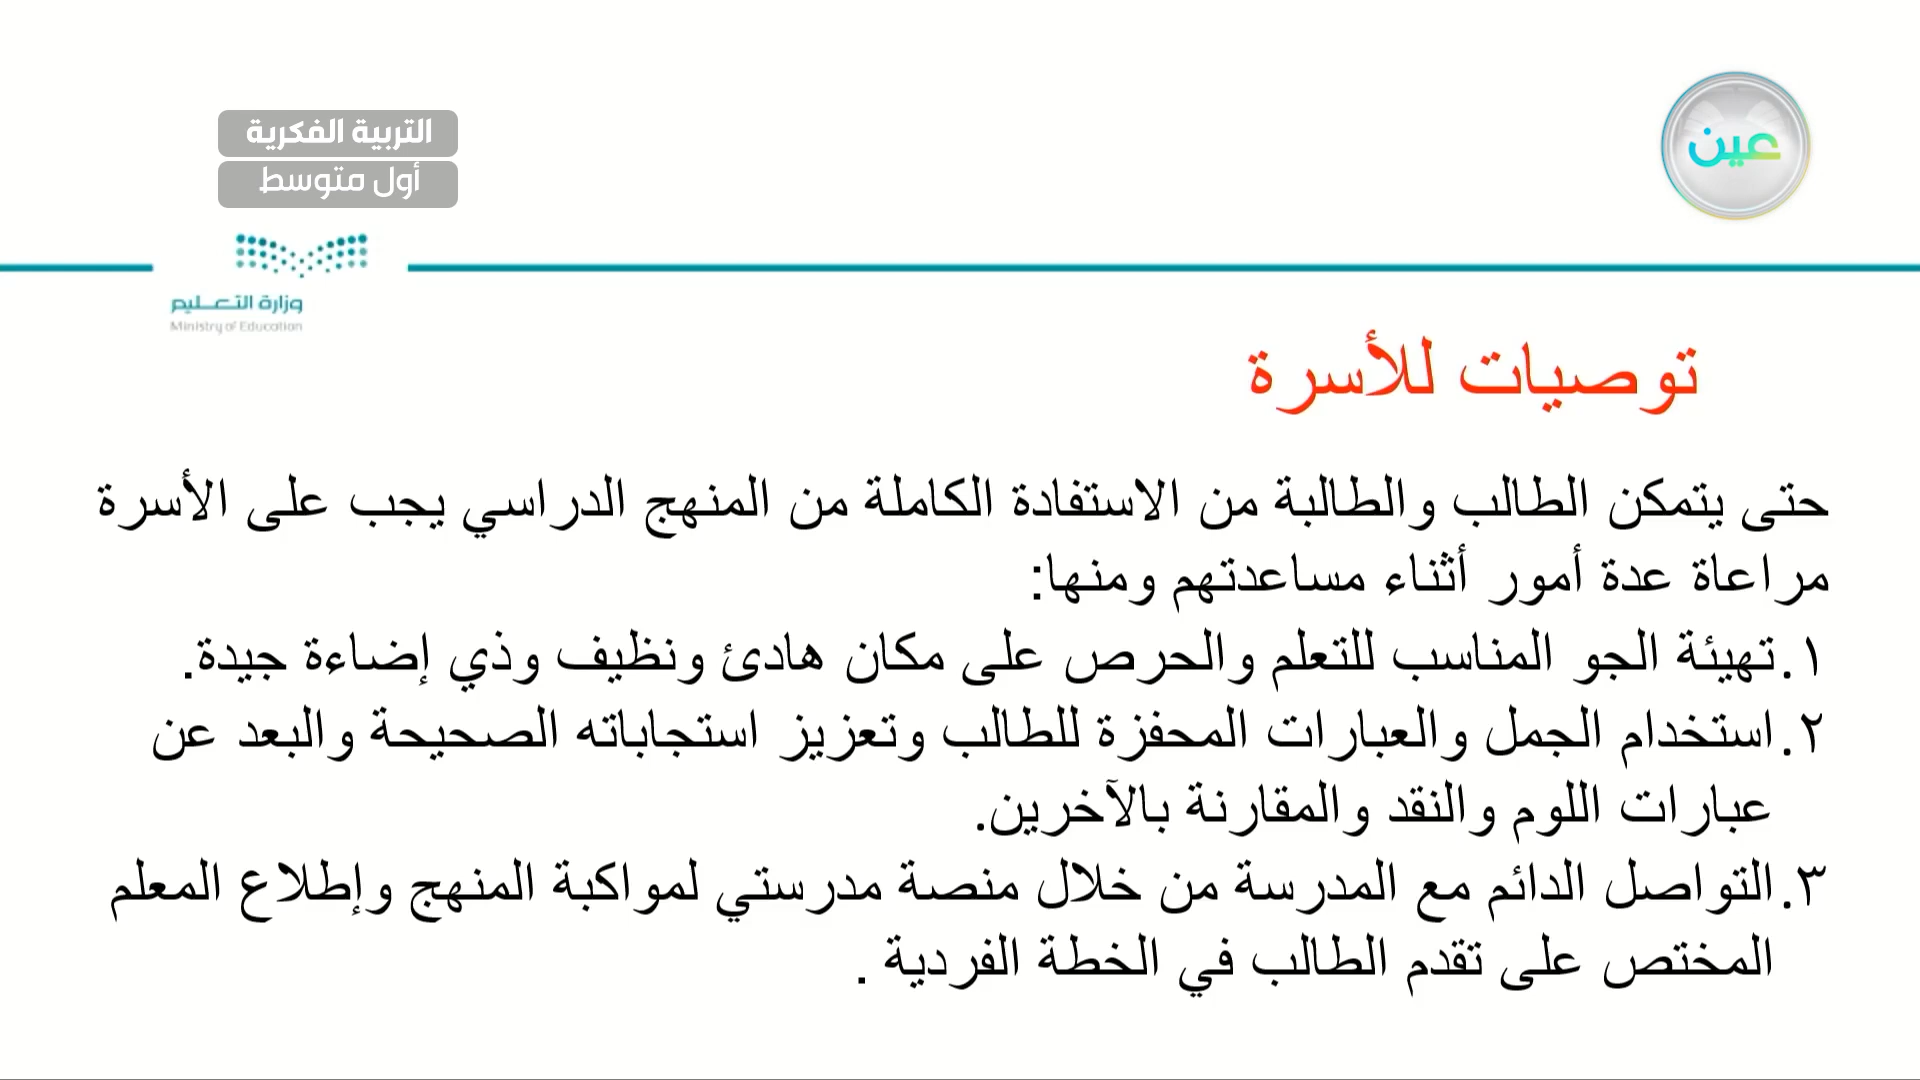 عين
التربية الفكرية
أول متوسط
وزارة التعليم
Ministry of Education
توصيات للأسرة
حتى يتمكن الطالب والطالبة من الاستفادة الكاملة من المنهج الدراسي يجب على الأسرة
مراعاة عدة أمور أثناء مساعدتهم ومنها:
١. تهيئة الجو المناسب للتعلم والحرص على مكان هادئ ونظيف وذي إضاءة جيدة.
٢. استخدام الجمل والعبارات المحفزة للطالب وتعزيز استجاباته الصحيحة والبعد عن
عبارات اللوم والنقد والمقارنة بالآخرين.
٣. التواصل الدائم مع المدرسة من خلال منصة مدرستي لمواكبة المنهج وإطلاع المعلم
المختص على تقدم الطالب في الخطة الفردية .